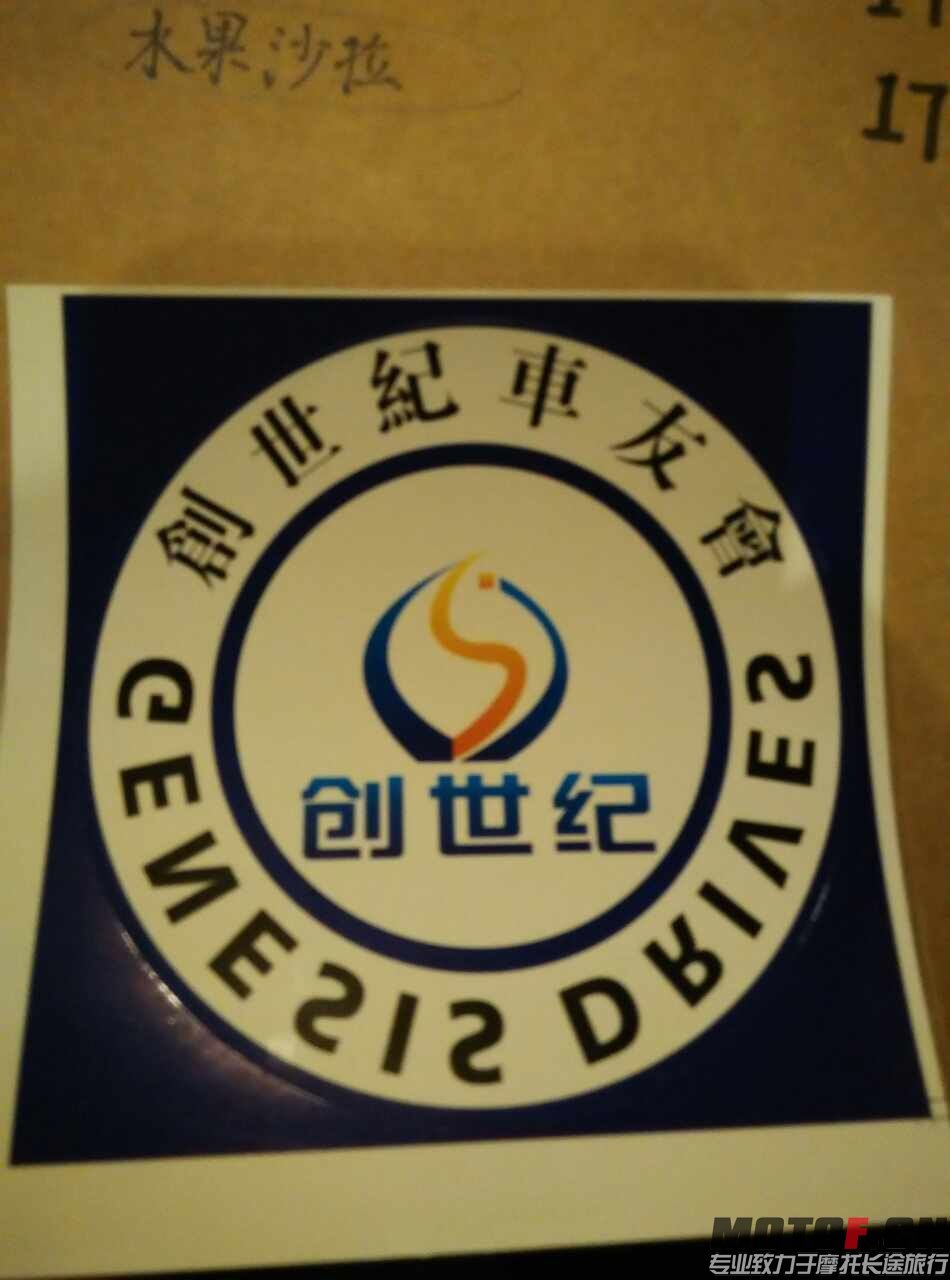 水果沙拉
17
創世紀車友會
创世纪
GENESIS DRIVES
专业致力于摩托长途旅行